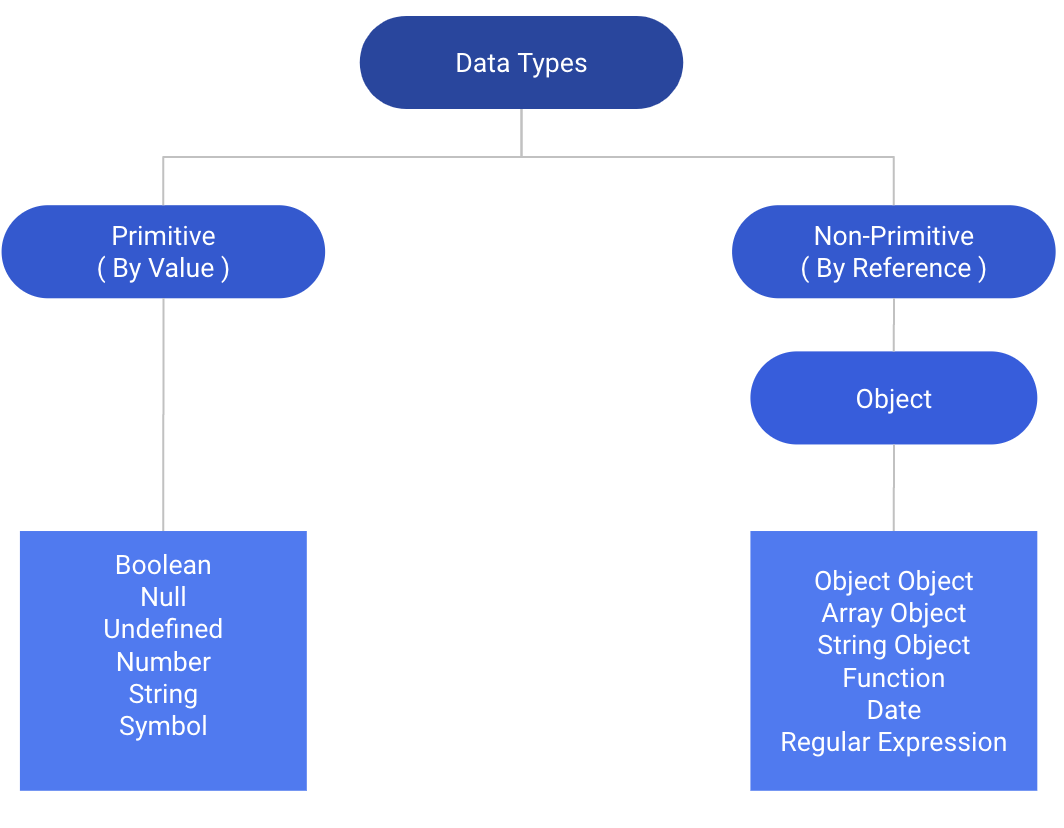 Data Types
Primitive
( By Value )
Non-Primitive
( By Reference )
Object
Boolean
Null
Undefined
Number
String
Symbol
Object Object
Array Object
String Object
Function
Date
Regular Expression